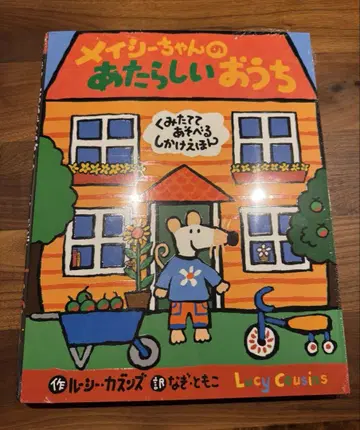 メイシーちゃんの
あたらしい おうち
くみたてて
あそべる
しかけえほん
作 ルーシー・カズンズ 訳 なぎ・ともこ Lucy Cousins